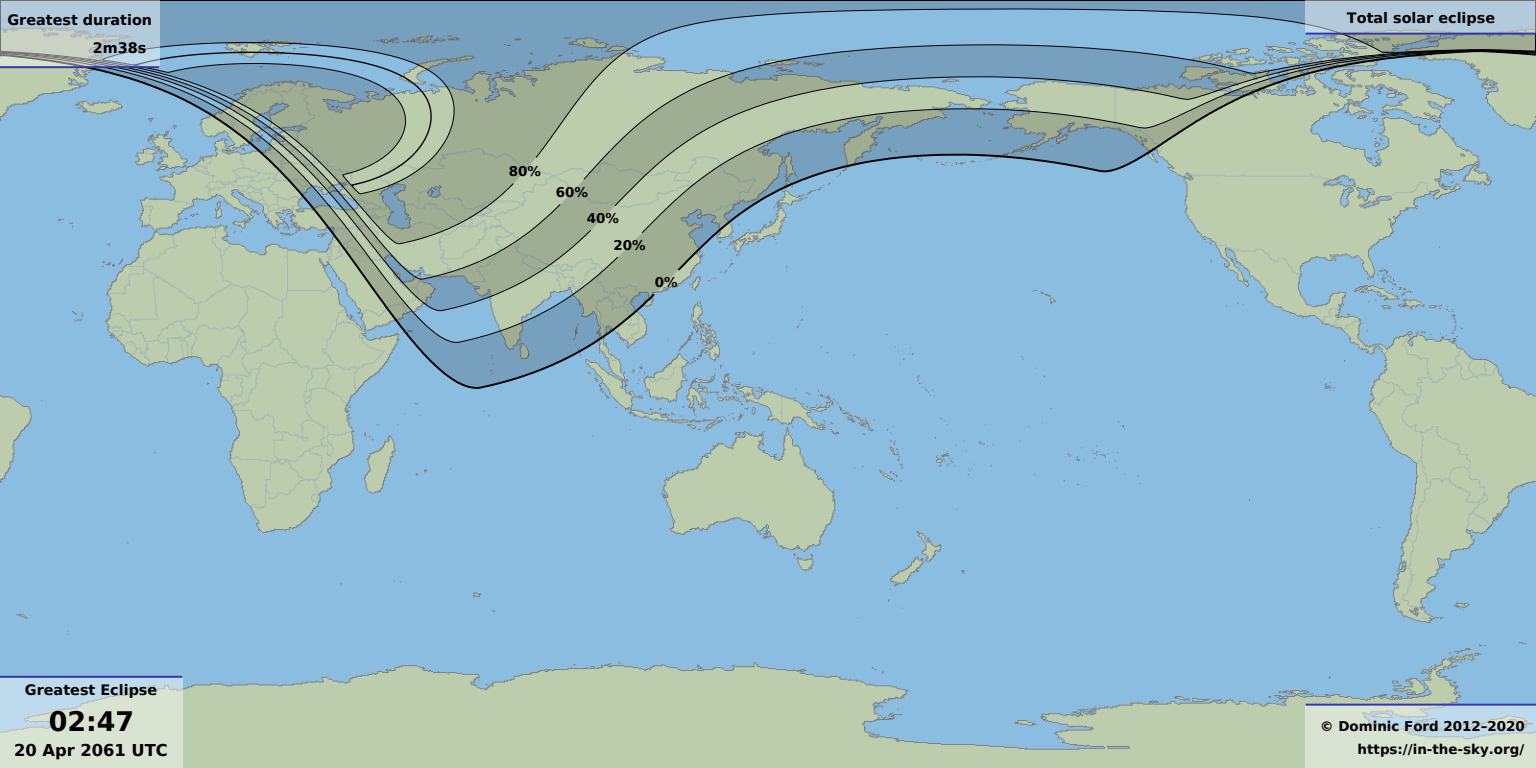 Greatest duration
2m38s
Total solar eclipse
80%
60%
40%
20%
0%
Greatest Eclipse
02:47
20 Apr 2061 UTC
© Dominic Ford 2012–2020
https://in-the-sky.org/